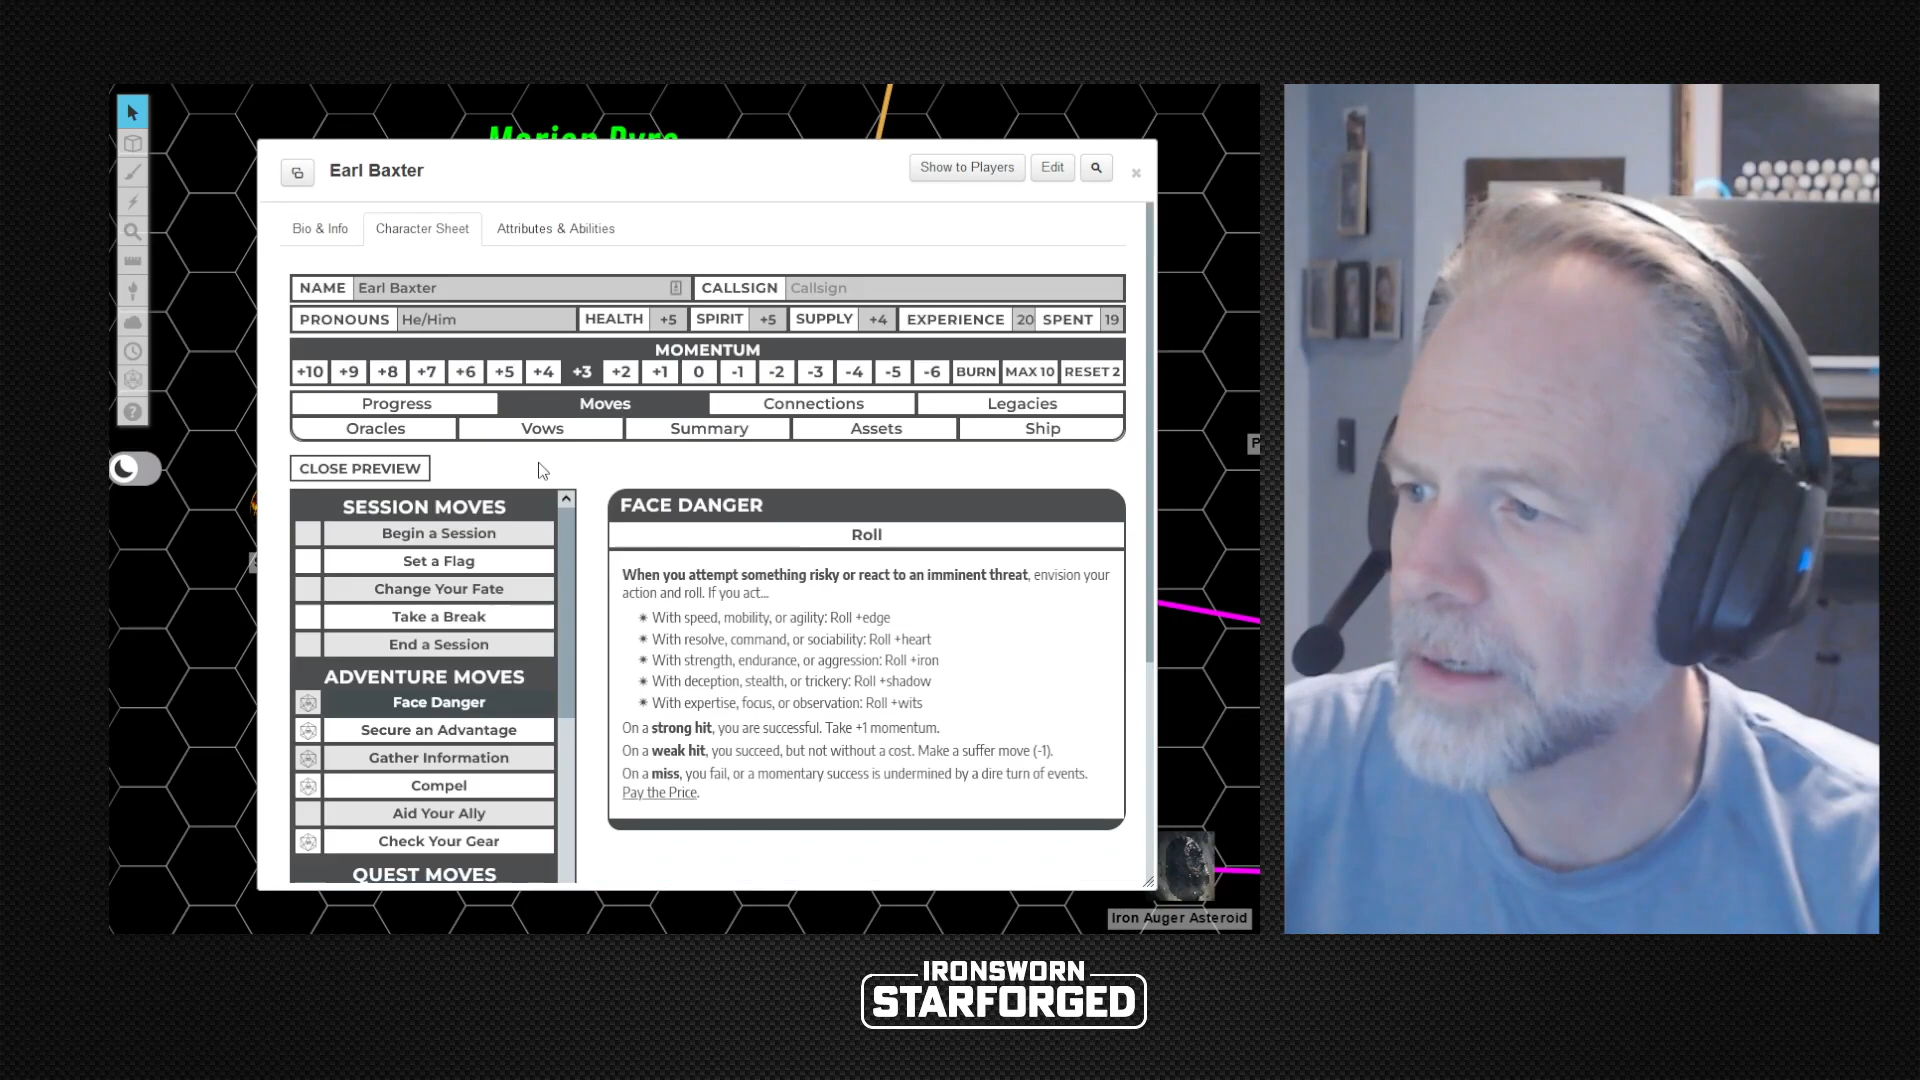 Marion Pyre
Earl Baxter
Show to Players
Edit
Bio & Info
Character Sheet
Attributes & Abilities
NAME Earl Baxter
CALLSIGN Callsign
PRONOUNS He/Him
HEALTH +5
SPIRIT +5
SUPPLY +4
EXPERIENCE 20
SPENT 19
MOMENTUM
+10 +9 +8 +7 +6 +5 +4 +3 +2 +1 0 -1 -2 -3 -4 -5 -6 BURN MAX 10 RESET 2
Progress Moves Connections Legacies
Oracles Vows Summary Assets Ship
CLOSE PREVIEW
SESSION MOVES
Begin a Session
Set a Flag
Change Your Fate
Take a Break
End a Session
ADVENTURE MOVES
Face Danger
Secure an Advantage
Gather Information
Compel
Aid Your Ally
Check Your Gear
QUEST MOVES
FACE DANGER
Roll
When you attempt something risky or react to an imminent threat, envision your
action and roll. If you act...
✴ With speed, mobility, or agility: Roll +edge
✴ With resolve, command, or sociability: Roll +heart
✴ With strength, endurance, or aggression: Roll +iron
✴ With deception, stealth, or trickery: Roll +shadow
✴ With expertise, focus, or observation: Roll +wits
On a strong hit, you are successful. Take +1 momentum.
On a weak hit, you succeed, but not without a cost. Make a suffer move (-1).
On a miss, you fail, or a momentary success is undermined by a dire turn of events.
Pay the Price.
P
Iron Auger Asteroid
IRONSWORN
STARFORGED